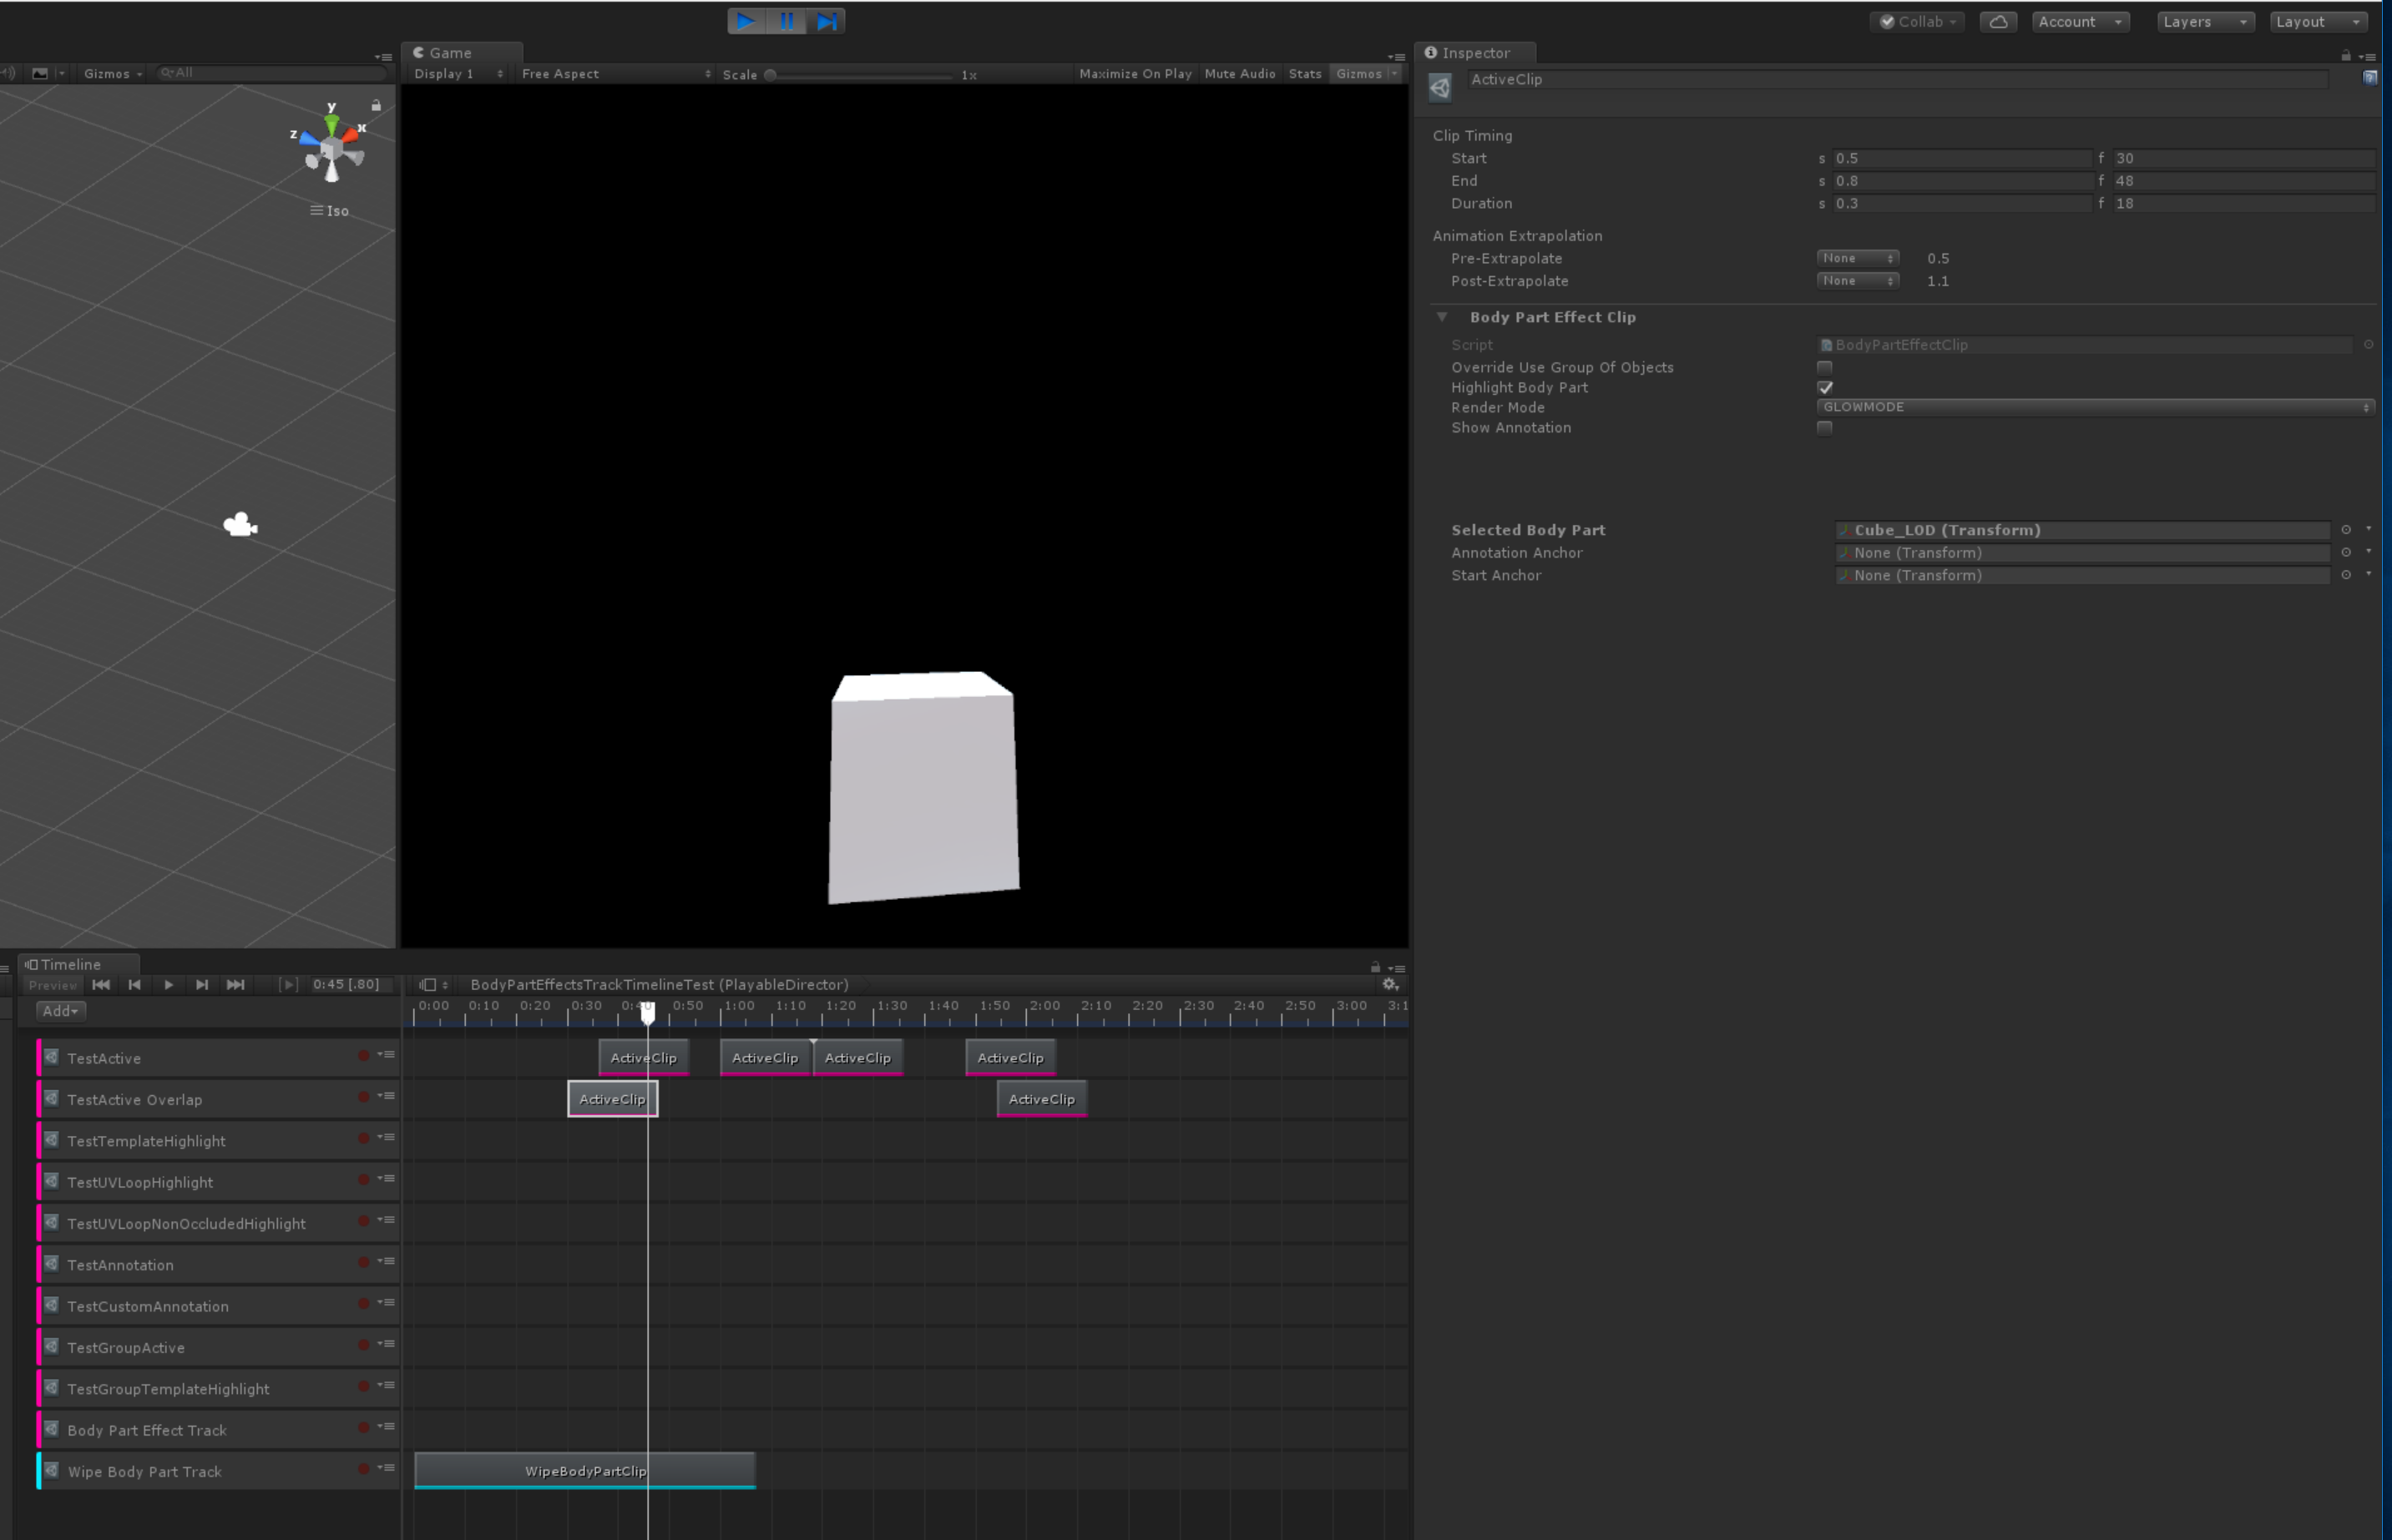 Collab
Account
Layers
Layout
Gizmos
All
y
z
x
Iso
Game
Display 1
Free Aspect
Scale
1x
Maximize On Play
Mute Audio
Stats
Gizmos
Inspector
ActiveClip
Clip Timing
Start s 0.5 f 30
End s 0.8 f 48
Duration s 0.3 f 18
Animation Extrapolation
Pre-Extrapolate None 0.5
Post-Extrapolate None 1.1
Body Part Effect Clip
Script BodyPartEffectClip
Override Use Group Of Objects
Highlight Body Part
Render Mode GLOWMODE
Show Annotation
Selected Body Part Cube_LOD (Transform)
Annotation Anchor None (Transform)
Start Anchor None (Transform)
Timeline
Preview 0:45 [.80] BodyPartEffectsTrackTimelineTest (PlayableDirector)
Add
0:00 0:10 0:20 0:30 0:50 1:00 1:10 1:20 1:30 1:40 1:50 2:00 2:10 2:20 2:30 2:40 2:50 3:00
TestActive ActiveClip ActiveClip ActiveClip ActiveClip
TestActive Overlap ActiveClip ActiveClip
TestTemplateHighlight
TestUVLoopHighlight
TestUVLoopNonOccludedHighlight
TestAnnotation
TestCustomAnnotation
TestGroupActive
TestGroupTemplateHighlight
Body Part Effect Track
Wipe Body Part Track WipeBodyPartClip